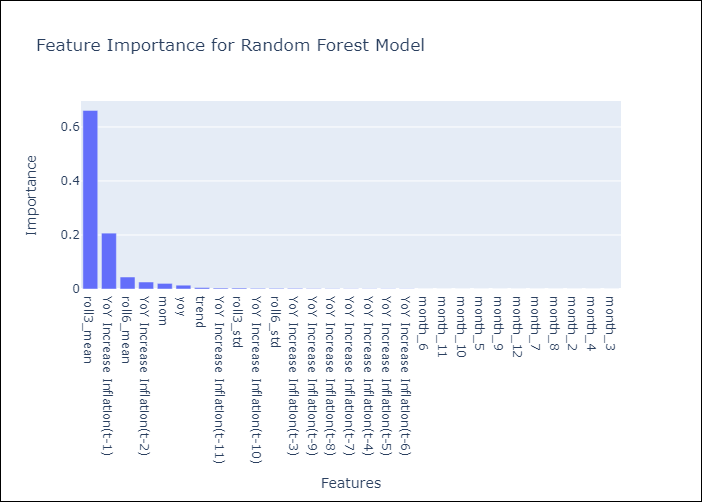 Feature Importance for Random Forest Model
Importance
0.6
0.4
0.2
0
roll3_mean
YoY Increase Inflation(t-1)
roll6_mean
YoY Increase Inflation(t-2)
mom
yoy
trend
YoY Increase Inflation(t-11)
roll3_std
YoY Increase Inflation(t-10)
roll6_std
YoY Increase Inflation(t-3)
YoY Increase Inflation(t-9)
YoY Increase Inflation(t-8)
YoY Increase Inflation(t-7)
YoY Increase Inflation(t-4)
YoY Increase Inflation(t-5)
YoY Increase Inflation(t-6)
month_6
month_11
month_10
month_5
month_9
month_12
month_7
month_8
month_2
month_4
month_3
Features